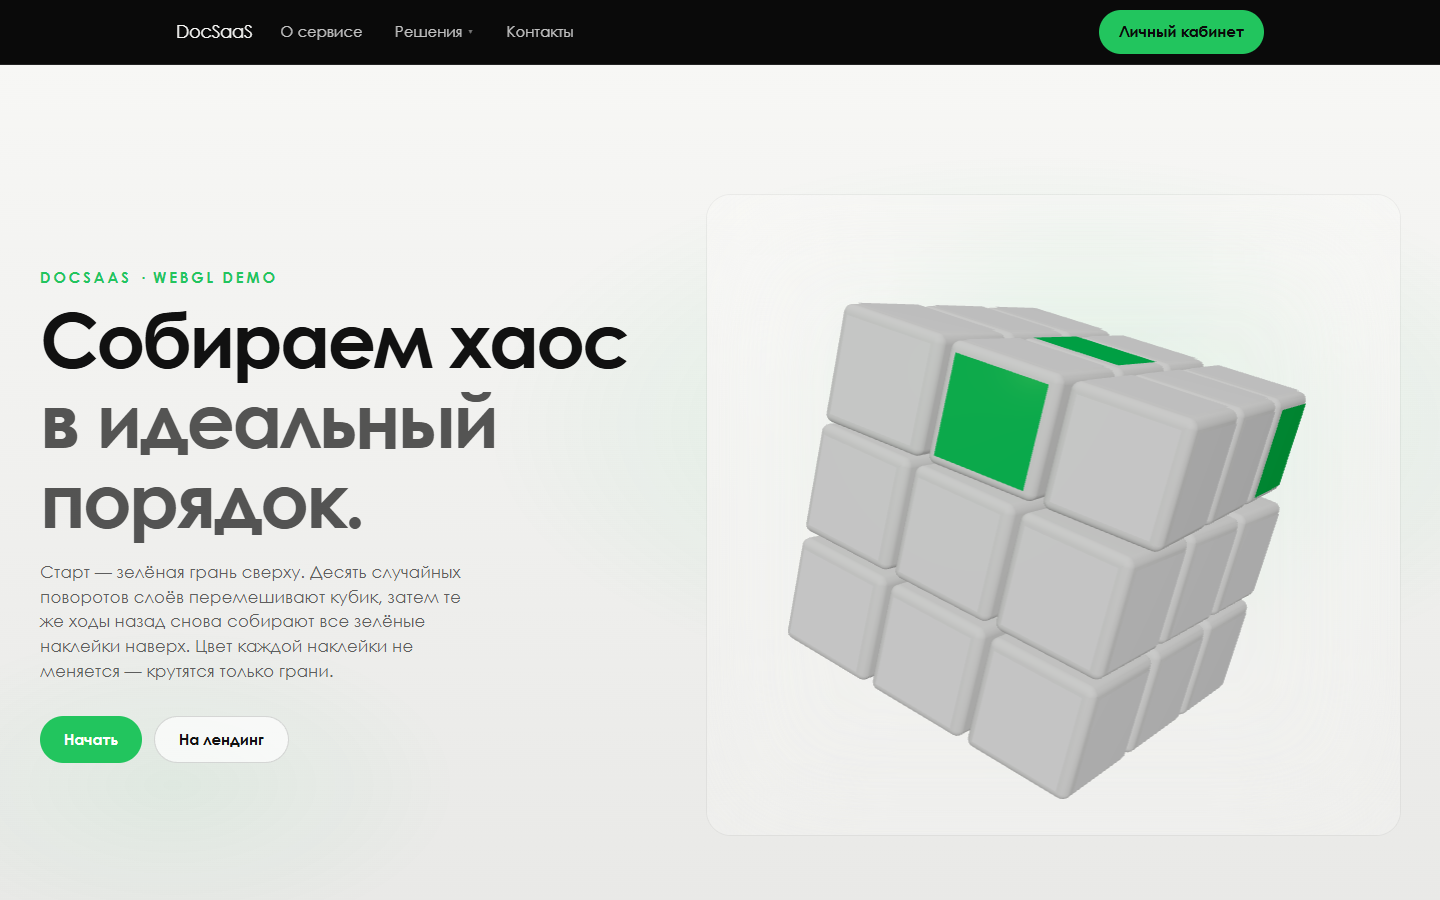 DocSaaS
О сервисе
Решения
Контакты
Личный кабинет
DOCSAAS · WEBGL DEMO
Собираем хаос
в идеальный
порядок.
Старт — зелёная грань сверху. Десять случайных
поворотов слоёв перемешивают кубик, затем те
же ходы назад снова собирают все зелёные
наклейки наверх. Цвет каждой наклейки не
меняется — крутятся только грани.
Начать
На лендинг